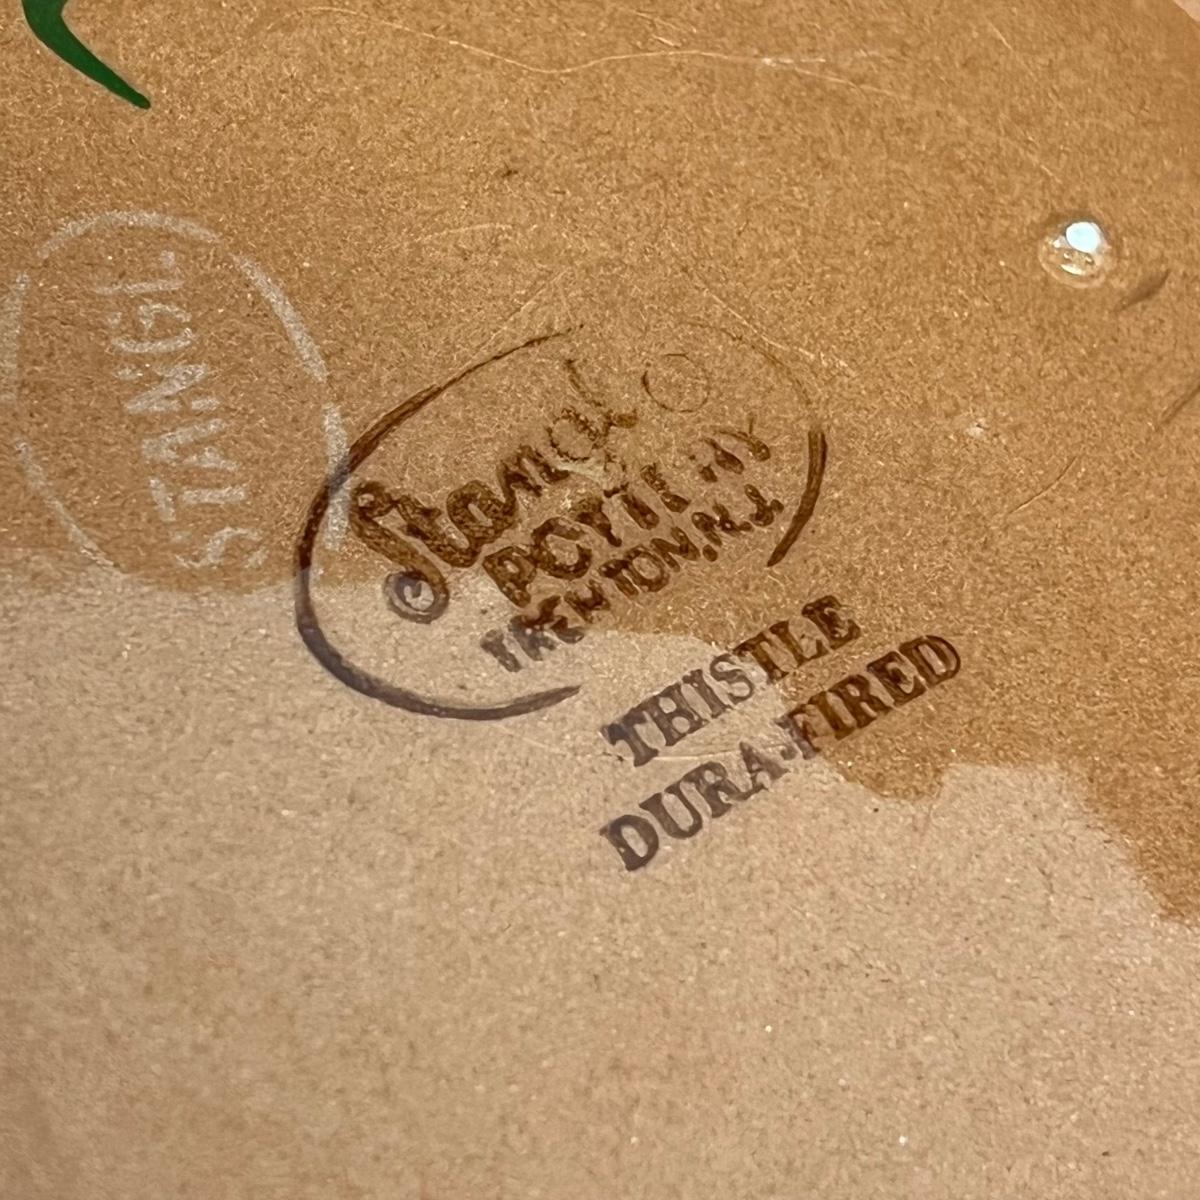 STANGL
Stangl
POTTERY
TRENTON, N.J.
THISTLE
DURA-FIRED